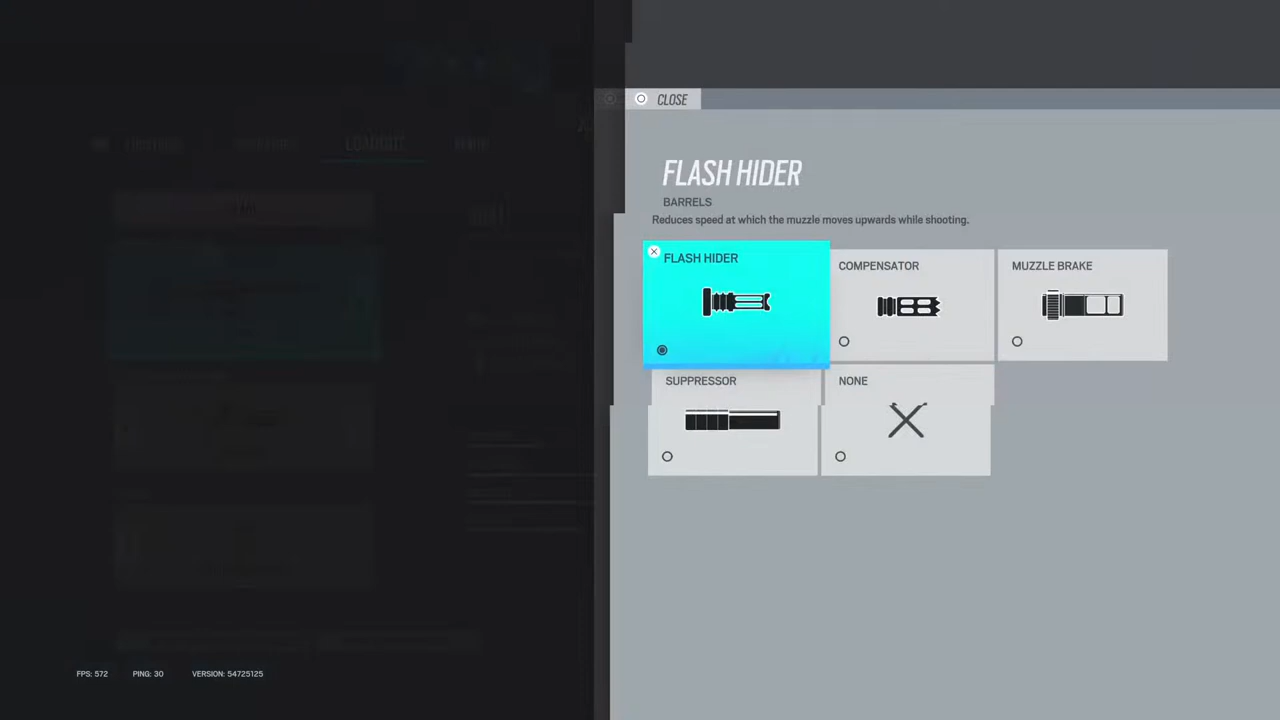 CLOSE
LOADOUT
FLASH HIDER
BARRELS
Reduces speed at which the muzzle moves upwards while shooting.
FLASH HIDER
COMPENSATOR
MUZZLE BRAKE
SUPPRESSOR
NONE
FPS: 572
PING: 30
VERSION: 54725125